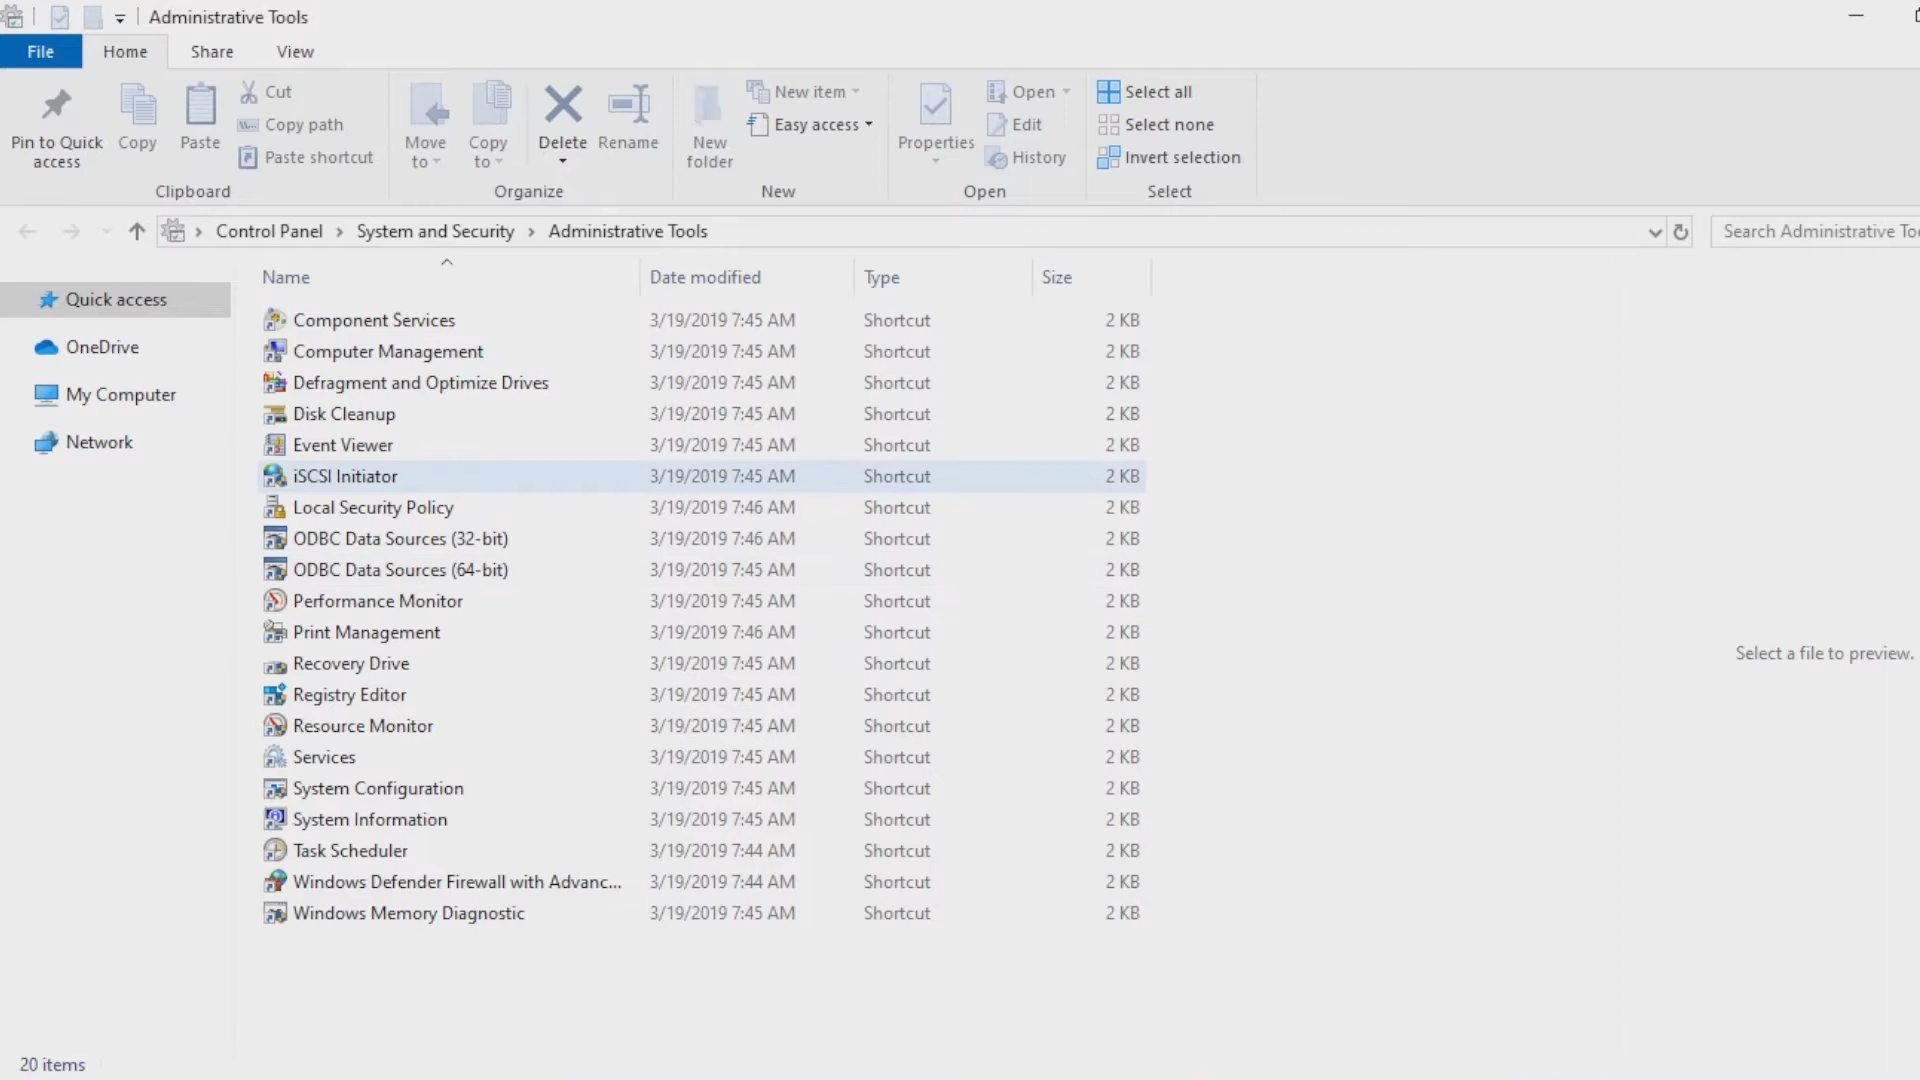 Administrative Tools
File Home Share View
Pin to Quick access
Copy
Paste
Cut
Copy path
Paste shortcut
Clipboard
Move to
Copy to
Delete
Rename
Organize
New folder
New item
Easy access
New
Properties
Open
Edit
History
Open
Select all
Select none
Invert selection
Select
Control Panel System and Security Administrative Tools
Search Administrative Too
Quick access
OneDrive
My Computer
Network
Name Date modified Type Size
Component Services 3/19/2019 7:45 AM Shortcut 2 KB
Computer Management 3/19/2019 7:45 AM Shortcut 2 KB
Defragment and Optimize Drives 3/19/2019 7:45 AM Shortcut 2 KB
Disk Cleanup 3/19/2019 7:45 AM Shortcut 2 KB
Event Viewer 3/19/2019 7:45 AM Shortcut 2 KB
iSCSI Initiator 3/19/2019 7:45 AM Shortcut 2 KB
Local Security Policy 3/19/2019 7:46 AM Shortcut 2 KB
ODBC Data Sources (32-bit) 3/19/2019 7:46 AM Shortcut 2 KB
ODBC Data Sources (64-bit) 3/19/2019 7:45 AM Shortcut 2 KB
Performance Monitor 3/19/2019 7:45 AM Shortcut 2 KB
Print Management 3/19/2019 7:46 AM Shortcut 2 KB
Recovery Drive 3/19/2019 7:45 AM Shortcut 2 KB
Registry Editor 3/19/2019 7:45 AM Shortcut 2 KB
Resource Monitor 3/19/2019 7:45 AM Shortcut 2 KB
Services 3/19/2019 7:45 AM Shortcut 2 KB
System Configuration 3/19/2019 7:45 AM Shortcut 2 KB
System Information 3/19/2019 7:45 AM Shortcut 2 KB
Task Scheduler 3/19/2019 7:44 AM Shortcut 2 KB
Windows Defender Firewall with Advanc... 3/19/2019 7:44 AM Shortcut 2 KB
Windows Memory Diagnostic 3/19/2019 7:45 AM Shortcut 2 KB
Select a file to preview.
20 items